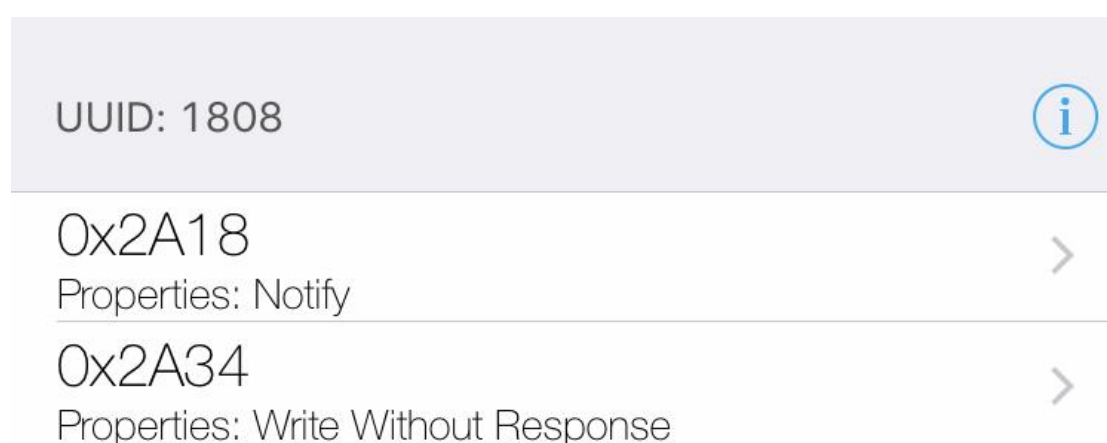 UUID: 1808
i
0x2A18
Properties: Notify
0x2A34
Properties: Write Without Response